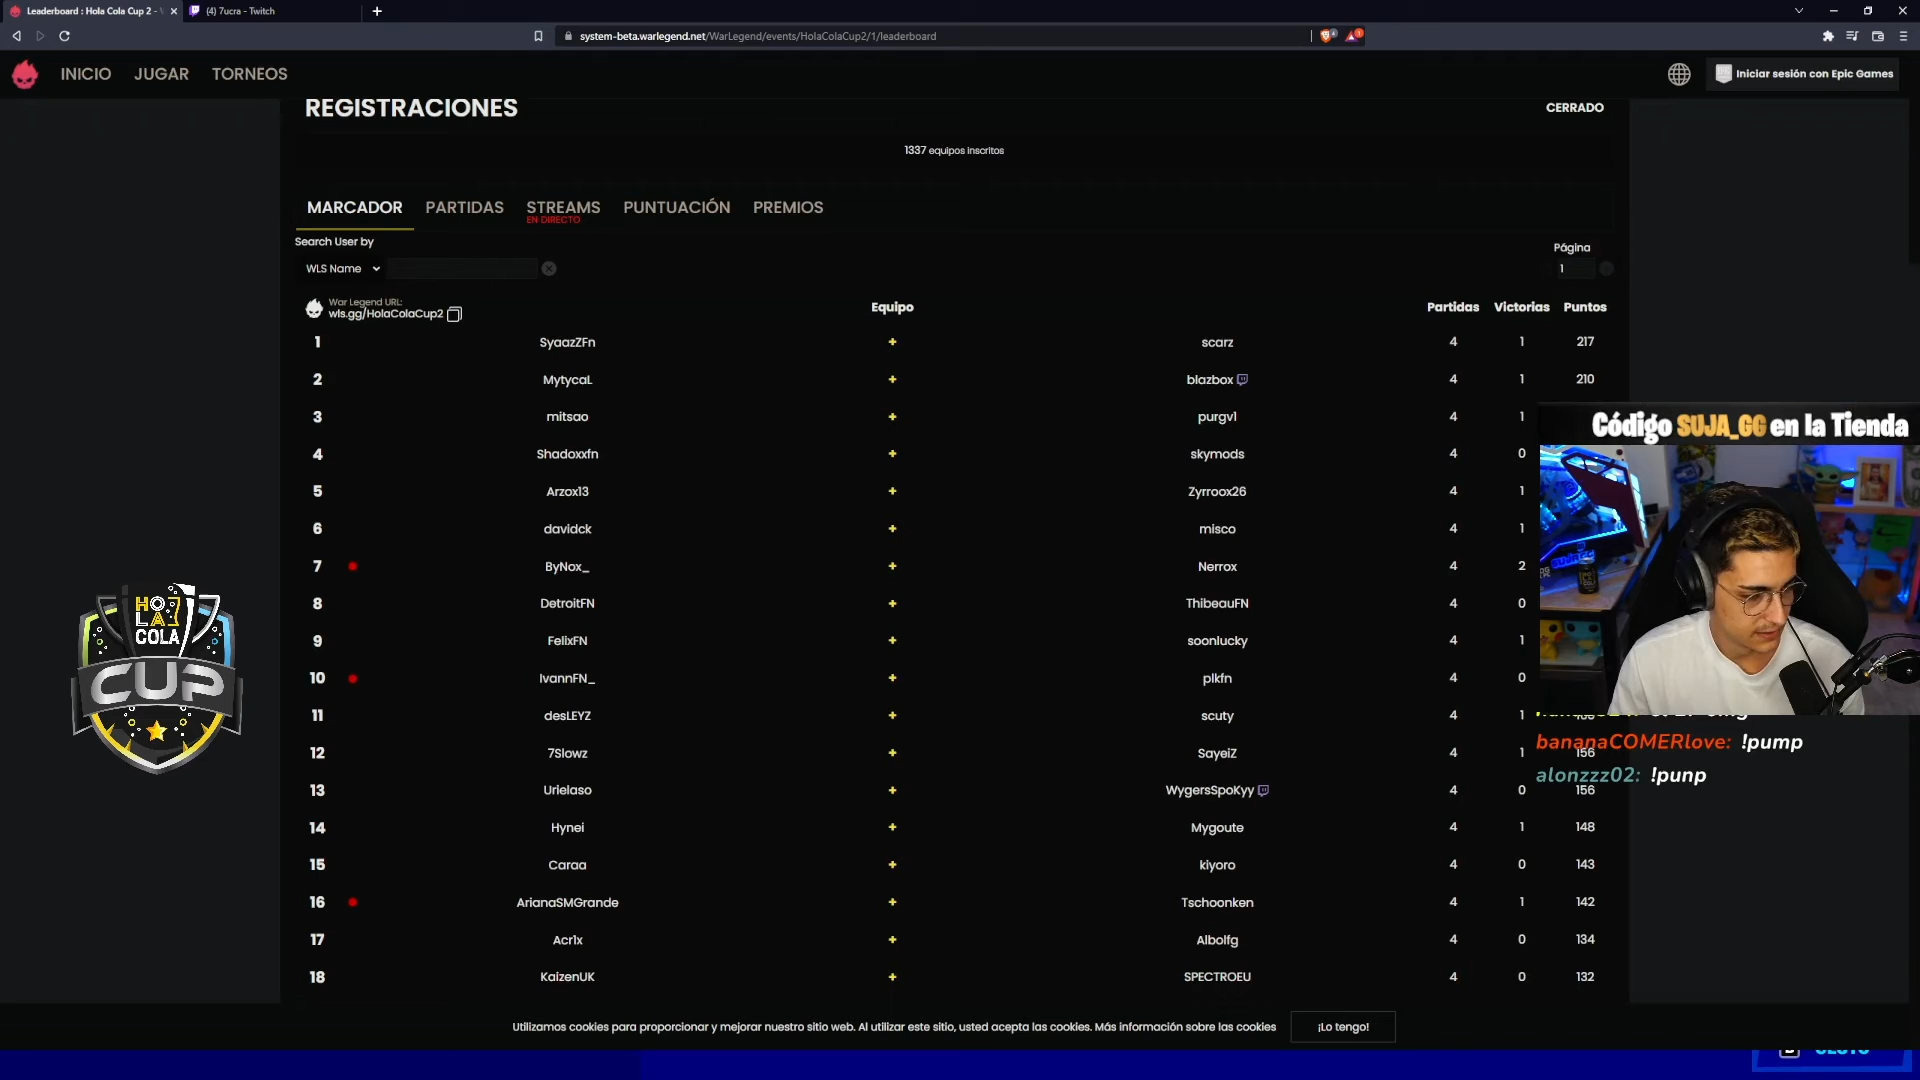 Leaderboard : Hola Cola Cup 2 -
(4) 7ucra - Twitch
system-beta.warlegend.net/WarLegend/events/HolaColaCup2/1/leaderboard
INICIO JUGAR TORNEOS
Iniciar sesión con Epic Games
REGISTRACIONES
CERRADO
1337 equipos inscritos
MARCADOR PARTIDAS STREAMS PUNTUACIÓN PREMIOS
EN DIRECTO
Search User by
Página
WLS Name
1
War Legend URL:
wls.gg/HolaColaCup2
Equipo Partidas Victorias Puntos
1 SyaazZFn + scarz 4 1 217
2 MytycaL + blazbox 4 1 210
3 mitsao + purgv1 4 1
4 Shadoxxfn + skymods 4 0
5 Arzox13 + Zyrroox26 4 1
6 davidck + misco 4 1
7 ByNox_ + Nerrox 4 2
8 DetroitFN + ThibeauFN 4 0
9 FelixFN + soonlucky 4 1
10 IvannFN_ + plkfn 4 0
11 desLEYZ + scuty 4 1
12 7Slowz + SayeiZ 4 1 156
13 Urielaso + WygersSpoKyy 4 0 156
14 Hynei + Mygoute 4 1 148
15 Caraa + kiyoro 4 0 143
16 ArianaSMGrande + Tschoonken 4 1 142
17 Acr1x + Albolfg 4 0 134
18 KaizenUK + SPECTROEU 4 0 132
Código SUJA_GG en la Tienda
bananaCOMERlove: !pump
alonzzz02: !punp
HOLA
COLA
CUP
Utilizamos cookies para proporcionar y mejorar nuestro sitio web. Al utilizar este sitio, usted acepta las cookies. Más información sobre las cookies
¡Lo tengo!